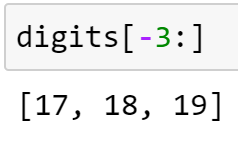 digits[-3:]
[17, 18, 19]